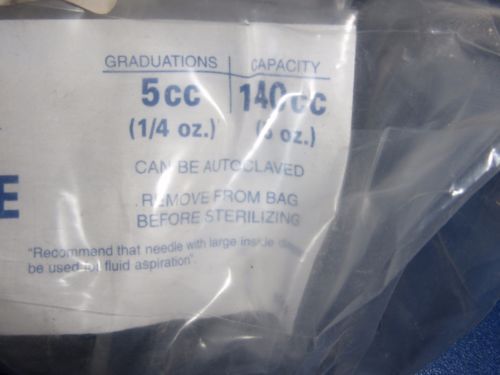 GRADUATIONS CAPACITY
5cc 140cc
(1/4 oz.) oz.)
CAN BE AUTOCLAVED
REMOVE FROM BAG
E BEFORE STERILIZING
"Recommend that needle with large inside
be used for fluid aspiration".